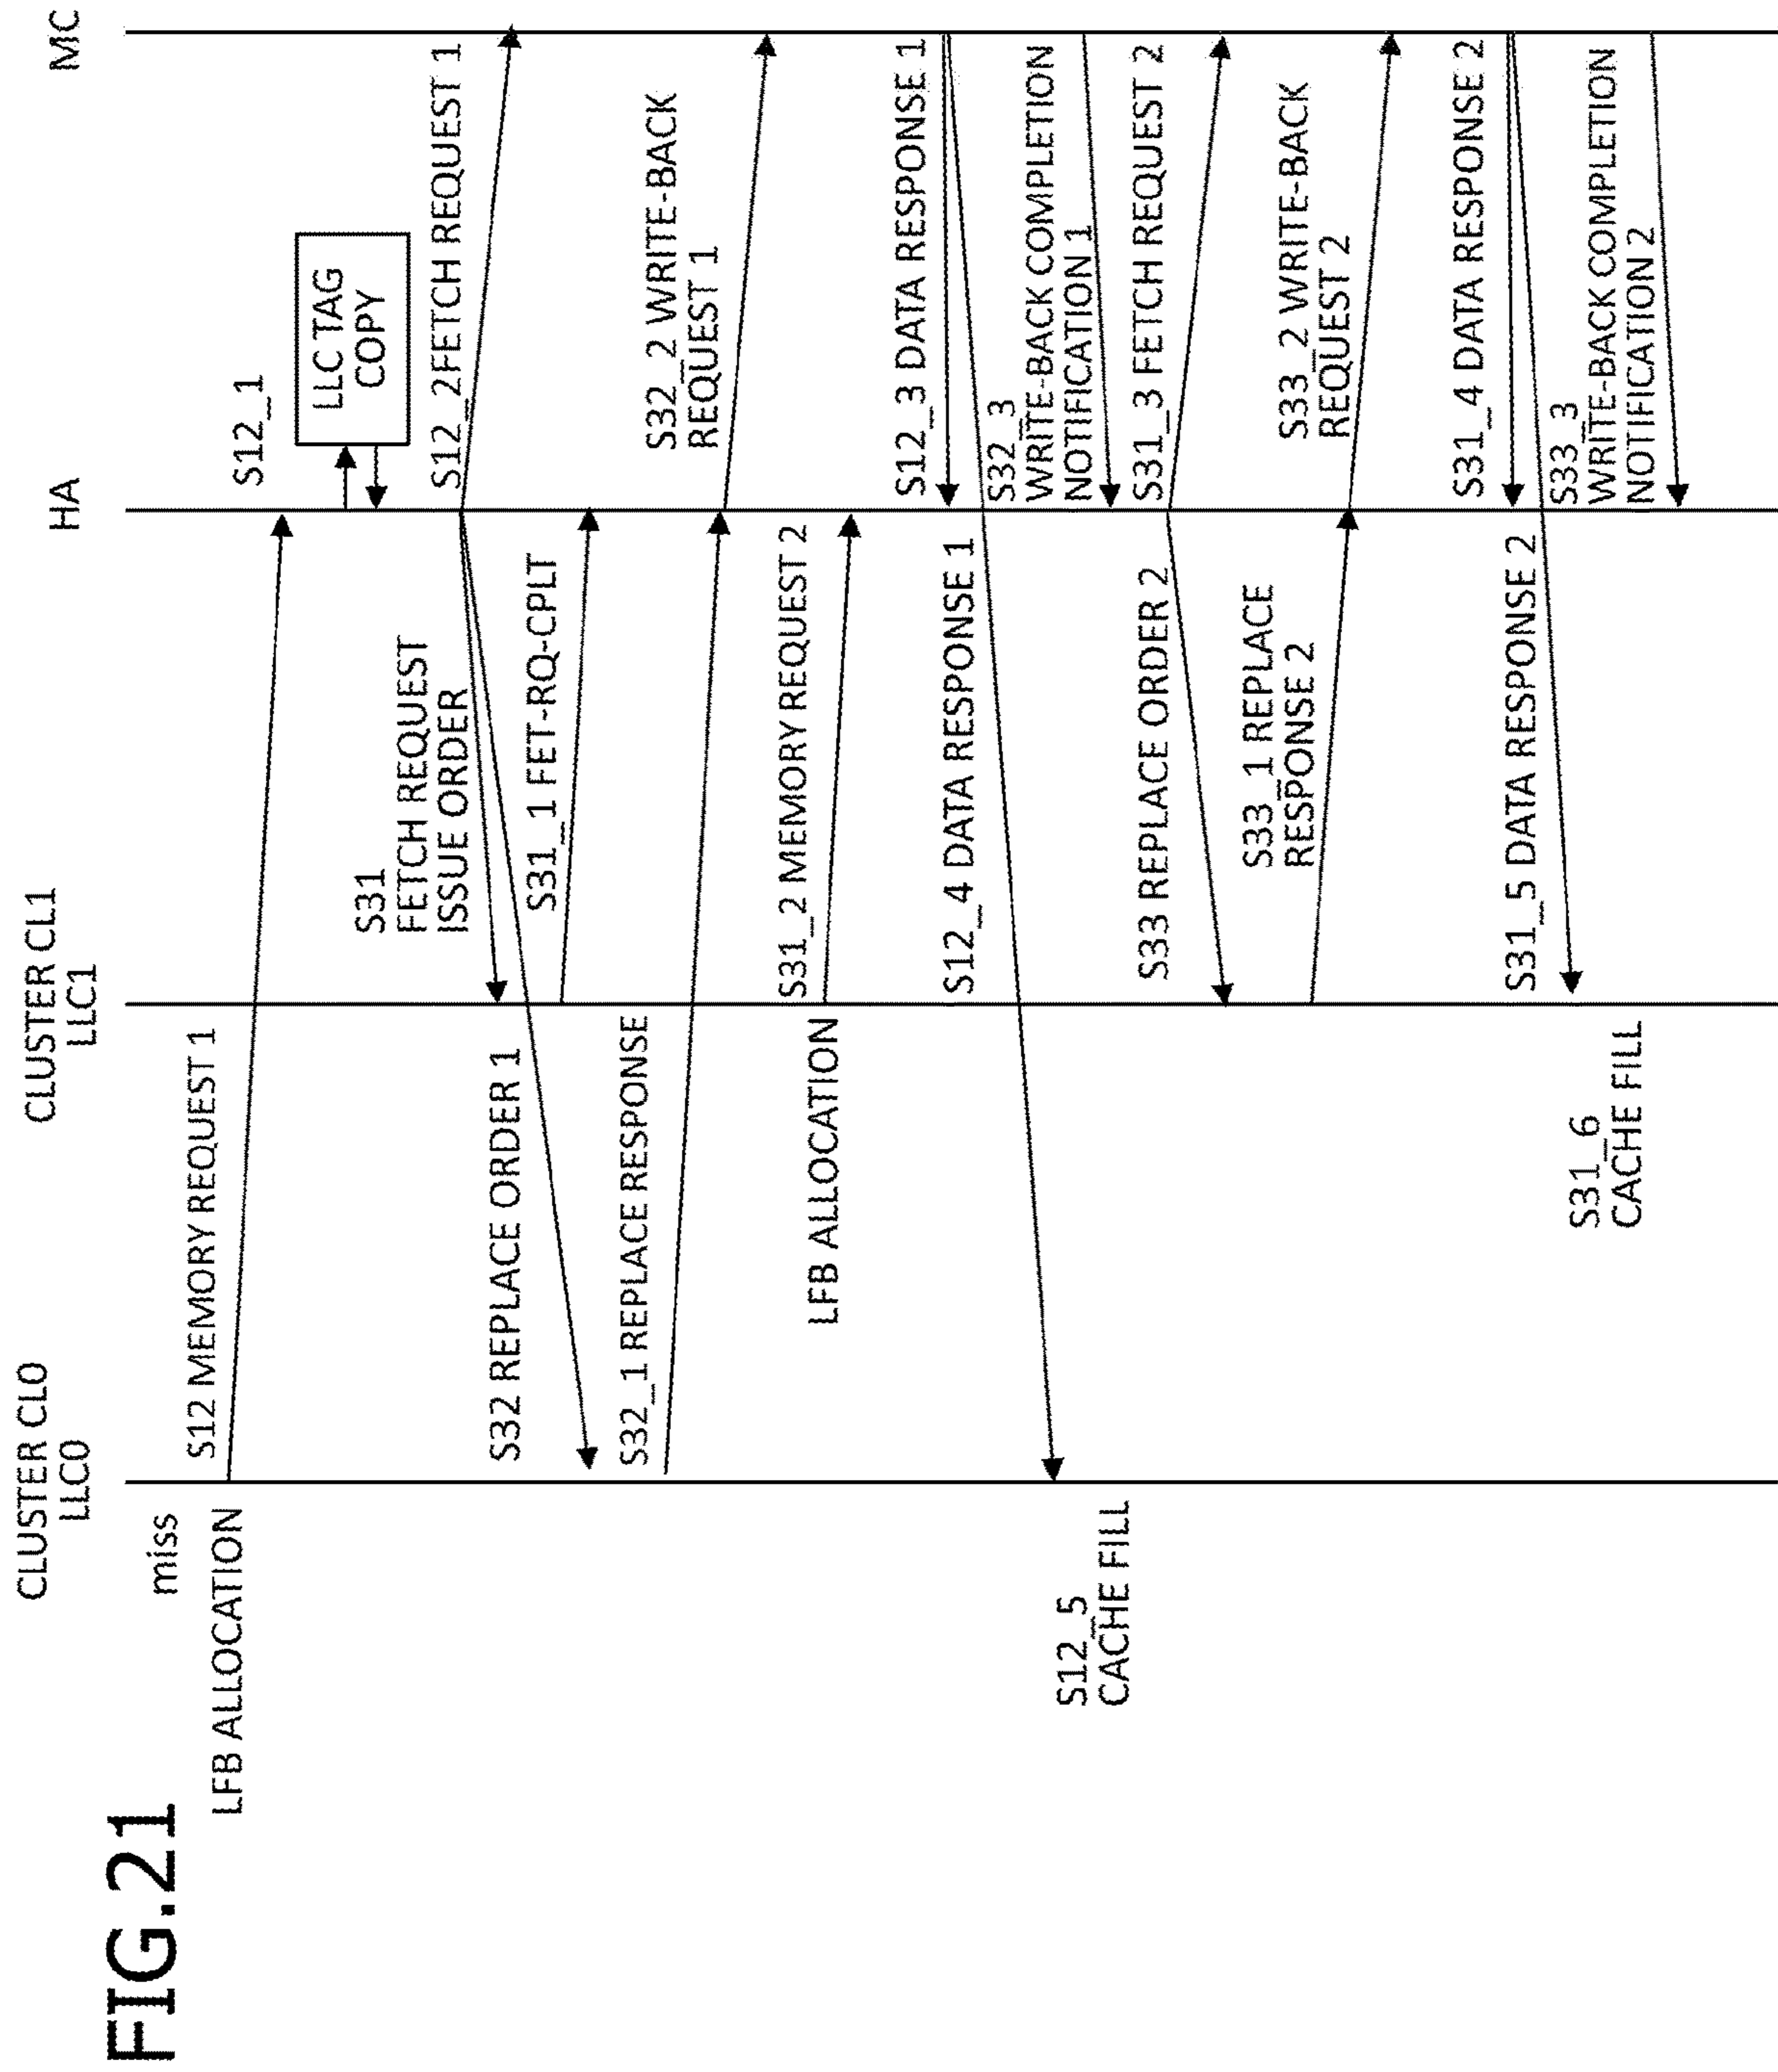 FIG.21
CLUSTER CL0
LLC0
CLUSTER CL1
LLC1
HA
MC
miss
LFB ALLOCATION
S12 MEMORY REQUEST 1
S12_1
LLC TAG
COPY
S31
FETCH REQUEST
ISSUE ORDER
S12_2FETCH REQUEST 1
S32 REPLACE ORDER 1
S31_1 FET-RQ-CPLT
S32_1 REPLACE RESPONSE
S32_2 WRITE-BACK
REQUEST 1
LFB ALLOCATION
S31_2 MEMORY REQUEST 2
S12_3 DATA RESPONSE 1
S12_4 DATA RESPONSE 1
S32_3
WRITE-BACK COMPLETION
NOTIFICATION 1
S12_5
CACHE FILL
S33 REPLACE ORDER 2
S31_3 FETCH REQUEST 2
S33_1 REPLACE
RESPONSE 2
S33_2 WRITE-BACK
REQUEST 2
S31_4 DATA RESPONSE 2
S31_5 DATA RESPONSE 2
S33_3
WRITE-BACK COMPLETION
NOTIFICATION 2
S31_6
CACHE FILL